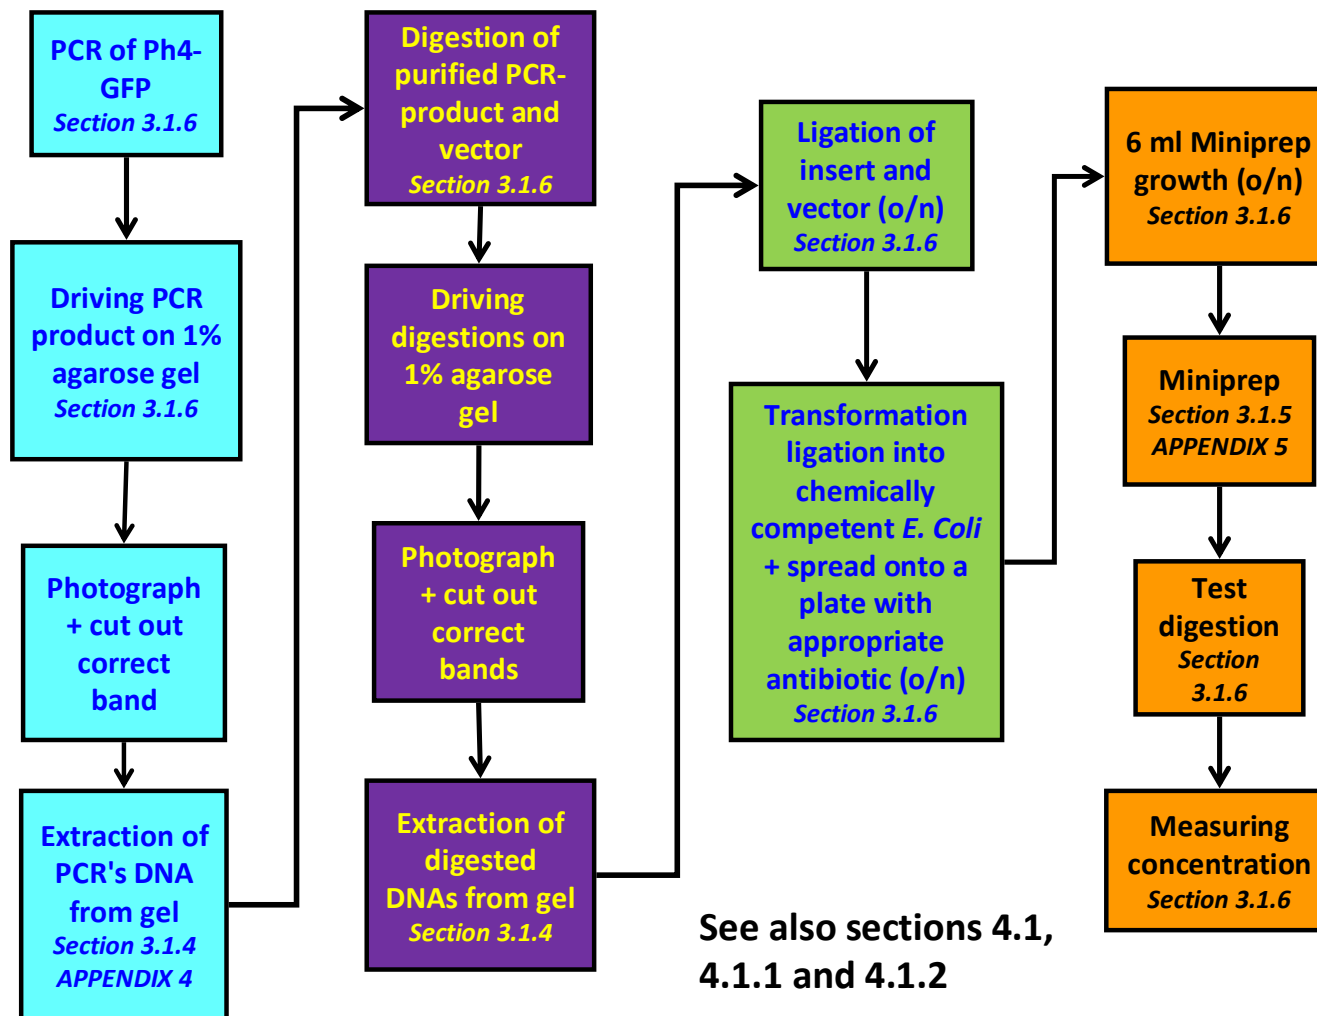 PCR of Ph4-
GFP
Section 3.1.6
Driving PCR
product on 1%
agarose gel
Section 3.1.6
Photograph
+ cut out
correct
band
Extraction of
PCR's DNA
from gel
Section 3.1.4
APPENDIX 4
Digestion of
purified PCR-
product and
vector
Section 3.1.6
Driving
digestions on
1% agarose
gel
Photograph
+ cut out
correct
bands
Extraction of
digested
DNAs from gel
Section 3.1.4
Ligation of
insert and
vector (o/n)
Section 3.1.6
Transformation
ligation into
chemically
competent E. Coli
+ spread onto a
plate with
appropriate
antibiotic (o/n)
Section 3.1.6
6 ml Miniprep
growth (o/n)
Section 3.1.6
Miniprep
Section 3.1.5
APPENDIX 5
Test
digestion
Section
3.1.6
Measuring
concentration
Section 3.1.6
See also sections 4.1,
4.1.1 and 4.1.2